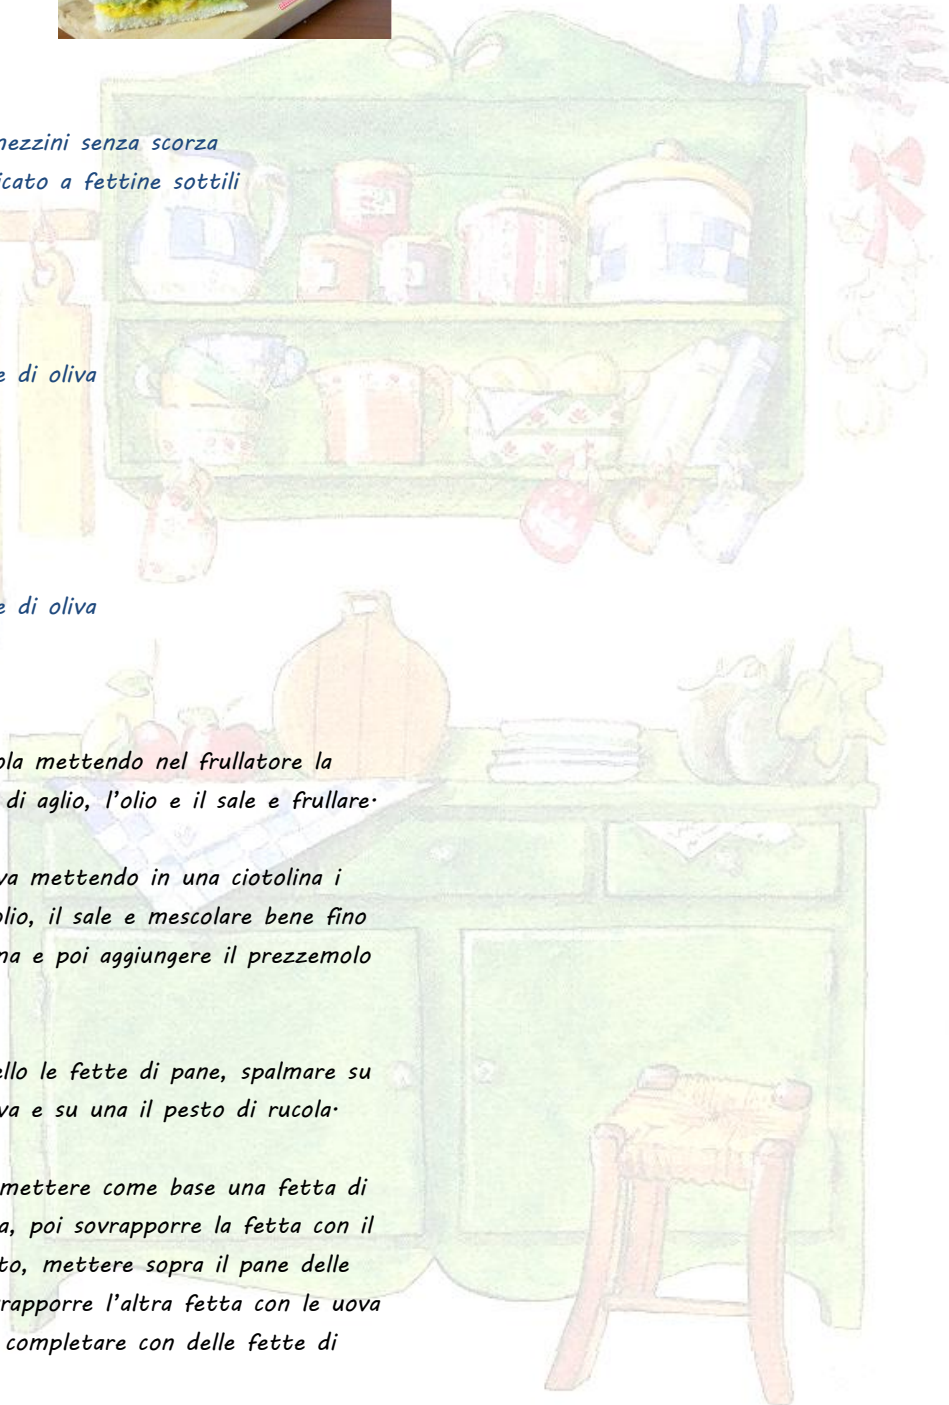 nezzini senza scorza
icato a fettine sottili
e di oliva
e di oliva
ola mettendo nel frullatore la
di aglio, l'olio e il sale e frullare·
va mettendo in una ciotolina i
olio, il sale e mescolare bene fino
na e poi aggiungere il prezzemolo
ello le fette di pane, spalmare su
va e su una il pesto di rucola·
mettere come base una fetta di
a, poi sovrapporre la fetta con il
to, mettere sopra il pane delle
rapporre l'altra fetta con le uova
completare con delle fette di